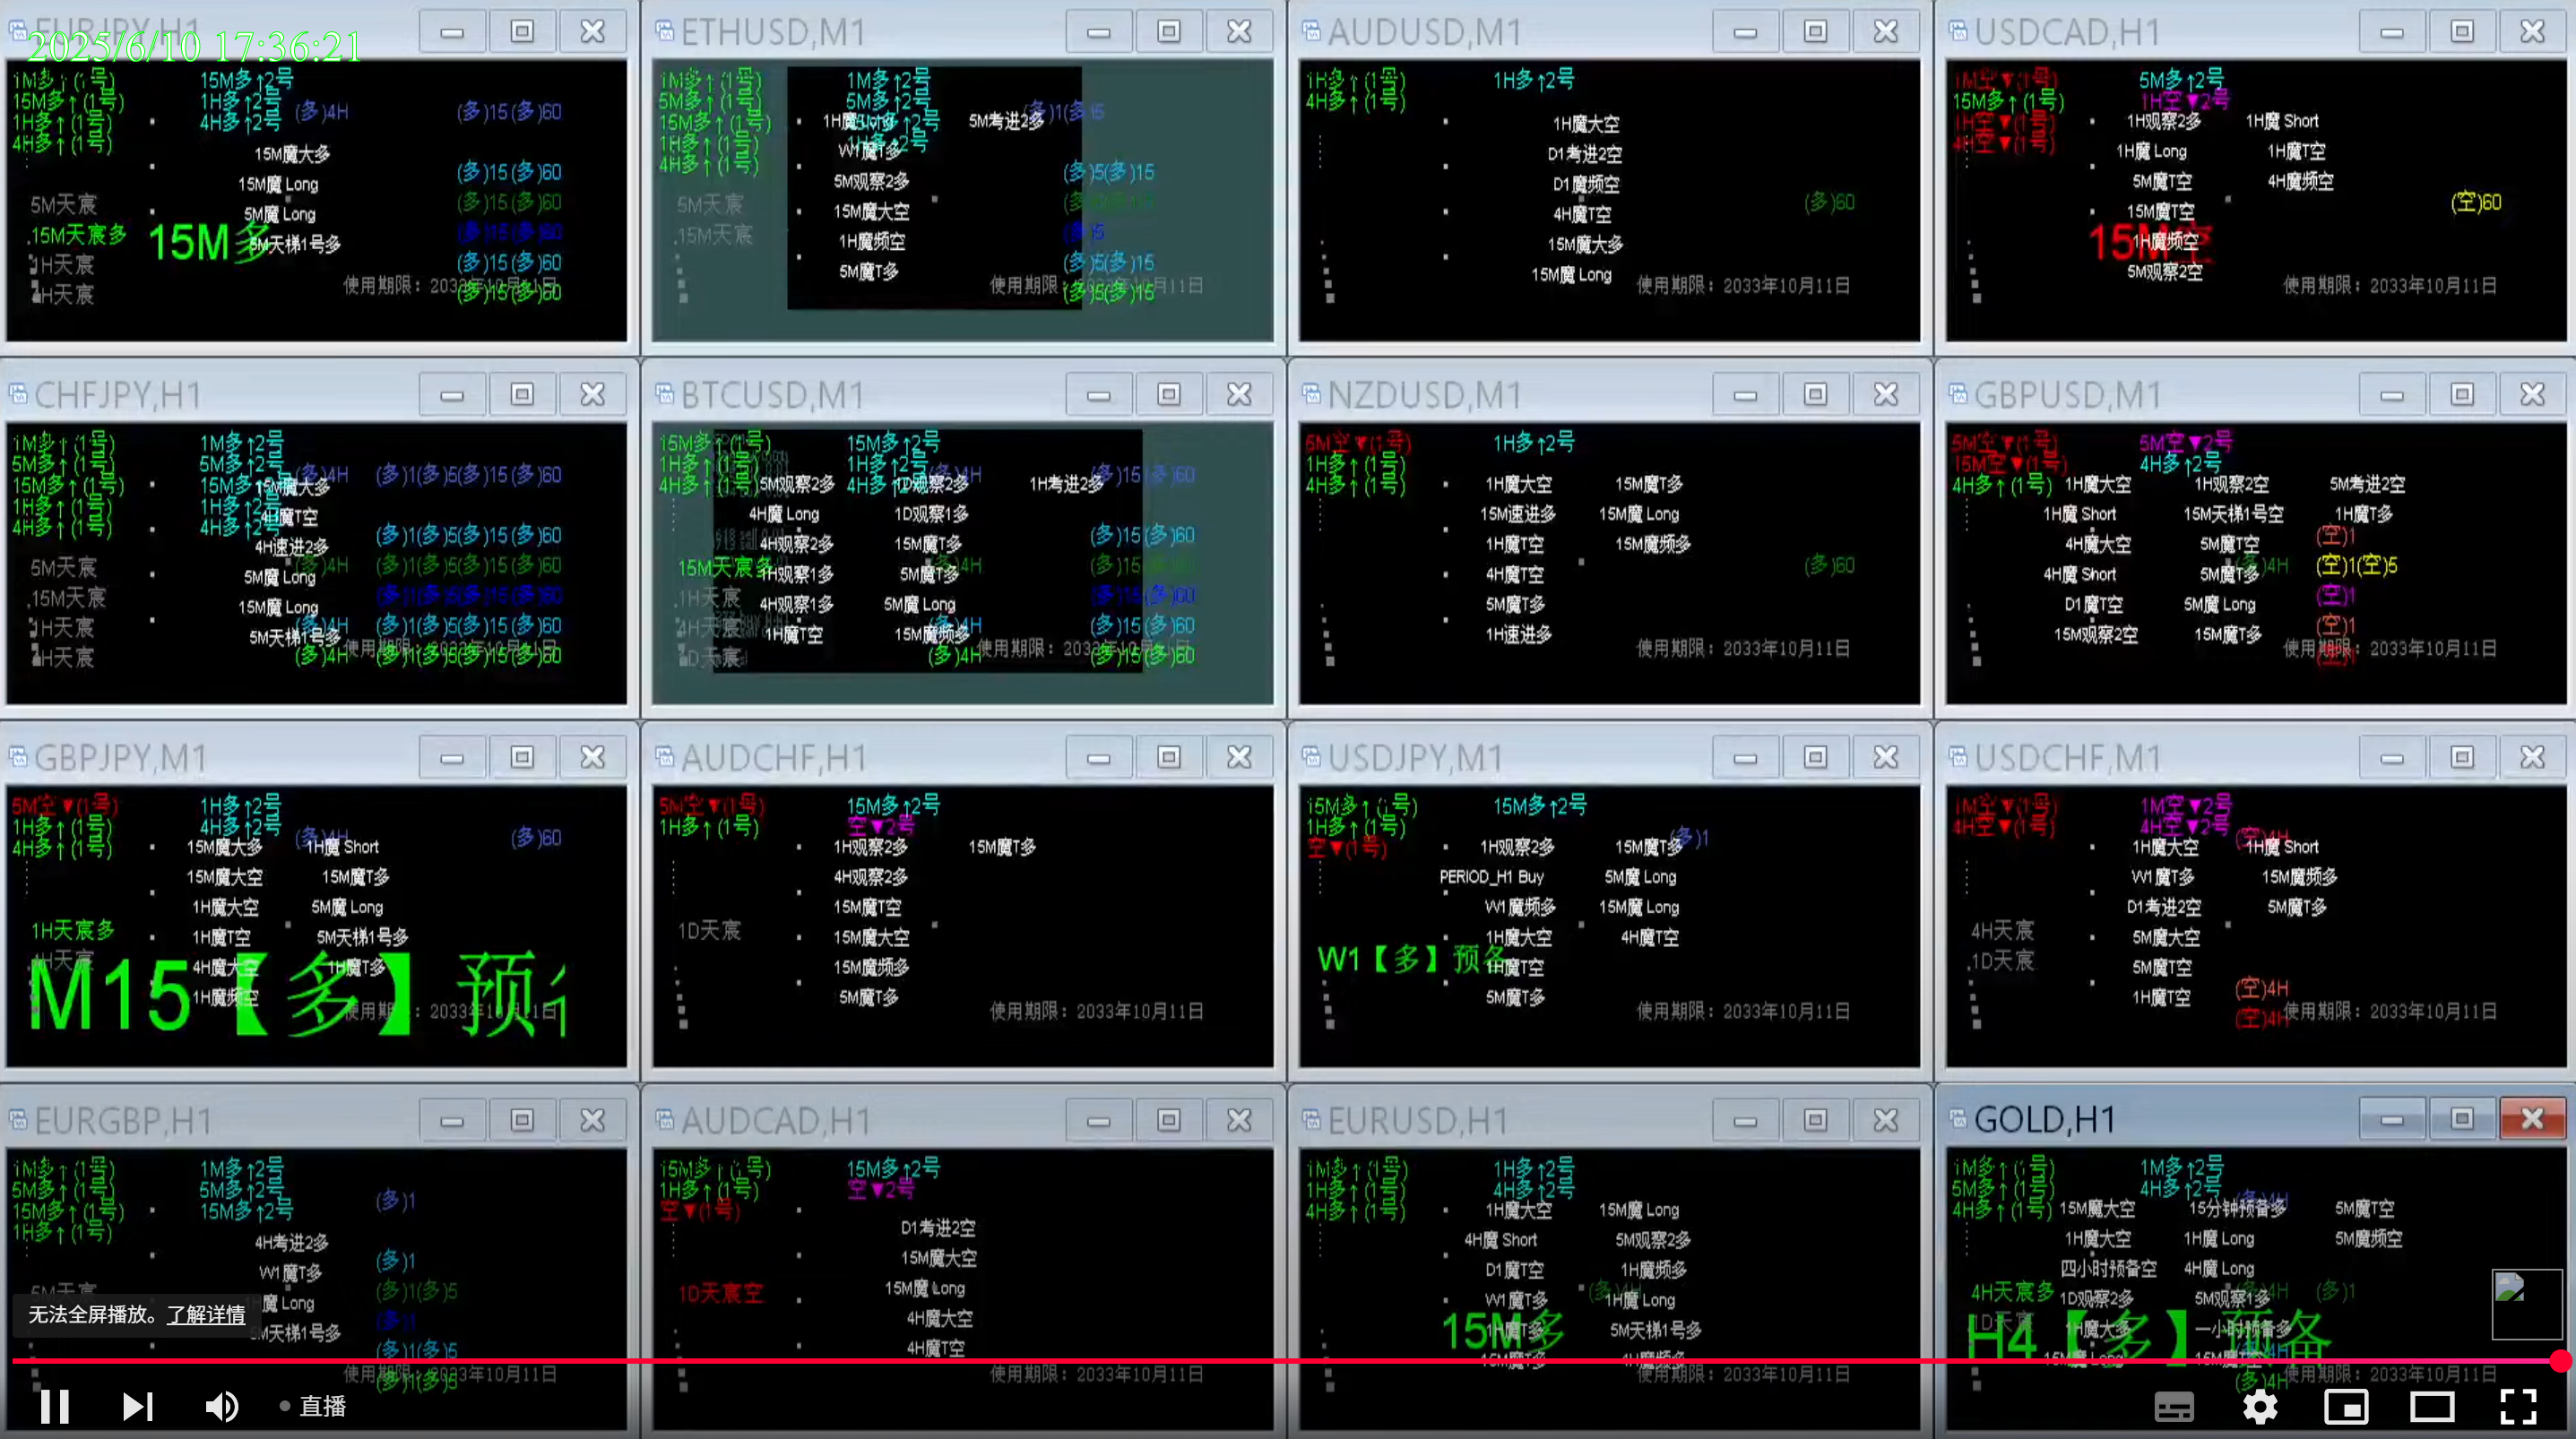 EURJPY,H1
2025/6/10 17:36:21
1M多↑(1号) 15M多↑2号
15M多↑(1号) 1H多↑2号 (多)4H (多)15(多)60
1H多↑(1号) 4H多↑2号
4H多↑(1号)
15M魔大多
15M魔 Long (多)15(多)60
5M天宸 5M魔 Long (多)15(多)60
15M天宸多 15M多 5M天梯1号多 (多)15(多)60
1H天宸 (多)15(多)60
4H天宸 使用期限：2033年10月11日 (多)15(多)60
ETHUSD,M1
1M多↑(1号) 1M多↑2号
5M多↑(1号) 5M多↑2号
15M多↑(1号) 5M考进2多
1H多↑(1号) W1魔T多
4H多↑(1号) 5M观察2多 (多)5(多)15
5M天宸 15M魔大空
15M天宸 1H魔频空
5M魔T多 (多)5(多)15
(多)5(多)15
AUDUSD,M1
1H多↑(1号) 1H多↑2号
4H多↑(1号)
1H魔大空
D1考进2空
D1魔频空
4H魔T空 (多)60
15M魔大多
15M魔 Long 使用期限：2033年10月11日
USDCAD,H1
1M空▼(1号) 5M多↑2号
15M多↑(1号) 1H空▼2号
1H空▼(1号) 1H观察2多 1H魔 Short
4H空▼(1号) 1H魔 Long 1H魔T空
5M魔T空 4H魔频空
15M魔T空 (空)60
15M空 1H魔频空
5M观察2空 使用期限：2033年10月11日
CHFJPY,H1
1M多↑(1号) 1M多↑2号
5M多↑(1号) 5M多↑2号 (多)4H (多)1(多)5(多)15(多)60
15M多↑(1号) 15M多↑2号 15M魔大多
1H多↑(1号) 1H多↑2号 4H魔T空
4H多↑(1号) 4H多↑2号 (多)1(多)5(多)15(多)60
4H速进2多
5M天宸 5M魔 Long (多)4H (多)1(多)5(多)15(多)60
15M天宸 15M魔 Long (多)1(多)5(多)15(多)60
1H天宸 5M天梯1号多 (多)4H (多)1(多)5(多)15(多)60
4H天宸 (多)4H (多)1(多)5(多)15(多)60
BTCUSD,M1
15M多↑(1号) 15M多↑2号
1H多↑(1号) 1H多↑2号 (多)4H (多)15(多)60
4H多↑(1号) 5M观察2多 4H多↑2号 1D观察2多 1H考进2多
4H魔 Long 1D观察1多
4H观察2多 15M魔T多 (多)15(多)60
15M天宸多 1H观察1多 5M魔T多 (多)4H (多)15(多)60
1H天宸 4H观察1多 5M魔 Long (多)15(多)60
4H天宸 1H魔T空 15M魔频多 (多)4H (多)15(多)60
1D天宸 (多)4H 使用期限：2033年10月11日 (多)15(多)60
NZDUSD,M1
5M空▼(1号) 1H多↑2号
1H多↑(1号)
4H多↑(1号) 1H魔大空 15M魔T多
15M速进多 15M魔 Long
1H魔T空 15M魔频多
4H魔T空 (多)60
5M魔T多
1H速进多 使用期限：2033年10月11日
GBPUSD,M1
5M空▼(1号) 5M空▼2号
15M空▼(1号) 4H多↑2号
4H多↑(1号) 1H魔大空 1H观察2空 5M考进2空
1H魔 Short 15M天梯1号空 1H魔T多
4H魔大空 5M魔T空 (空)1
4H魔 Short 5M魔T多 (多)4H (空)1(空)5
D1魔T空 5M魔 Long (空)1
15M观察2空 15M魔T多 (空)1
使用期限：2033年10月11日
GBPJPY,M1
5M空▼(1号) 1H多↑2号
1H多↑(1号) 4H多↑2号 (多)4H (多)60
4H多↑(1号) 15M魔大多 1H魔 Short
15M魔大空 15M魔T多
1H魔大空 5M魔 Long
1H天宸多 1H魔T空 5M天梯1号多
4H天宸 4H魔大空 1H魔T多
M15【多】预 1H魔频空 使用期限：2033年10月11日
AUDCHF,H1
5M空▼(1号) 15M多↑2号
1H多↑(1号) 空▼2号
1H观察2多 15M魔T多
4H观察2多
15M魔T空
1D天宸 15M魔大空
15M魔频多
5M魔T多 使用期限：2033年10月11日
USDJPY,M1
15M多↑(1号) 15M多↑2号
1H多↑(1号) (多)1
空▼(1号) 1H观察2多 15M魔T多
PERIOD_H1 Buy 5M魔 Long
W1魔频多 15M魔 Long
1H魔大空 4H魔T空
W1【多】预备 1H魔T空
5M魔T多 使用期限：2033年10月11日
USDCHF,M1
1M空▼(1号) 1M空▼2号
4H空▼(1号) 4H空▼2号 (空)4H
1H魔大空 1H魔 Short
W1魔T多 15M魔频多
D1考进2空 5M魔T多
4H天宸 5M魔大空
1D天宸 5M魔T空 (空)4H
1H魔T空 (空)4H 使用期限：2033年10月11日
EURGBP,H1
1M多↑(1号) 1M多↑2号
5M多↑(1号) 5M多↑2号 (多)1
15M多↑(1号) 15M多↑2号
1H多↑(1号)
4H考进2多 (多)1
W1魔T多
5M天宸 (多)1(多)5
魔 Long
无法全屏播放。了解详情
5M天梯1号多 (多)1(多)5
使用期限：2033年10月11日 (多)1(多)5
AUDCAD,H1
15M多↑(1号) 15M多↑2号
1H多↑(1号) 空▼2号
空▼(1号)
D1考进2空
15M魔大空
1D天宸空 15M魔 Long
4H魔大空
4H魔T空
使用期限：2033年10月11日
EURUSD,H1
1M多↑(1号) 1H多↑2号
1H多↑(1号) 4H多↑2号
4H多↑(1号) 1H魔大空 15M魔 Long
4H魔 Short 5M观察2多
D1魔T空 1H魔频多
W1魔T多 (多)4H 1H魔 Long
15M多 1H魔T多 5M天梯1号多
使用期限：2033年10月11日
GOLD,H1
1M多↑(1号) 1M多↑2号
5M多↑(1号) 4H多↑2号
4H多↑(1号) 15M魔大空 15分钟预备多 5M魔T空
1H魔大空 1H魔 Long 5M魔频空
四小时预备空 4H魔 Long
4H天宸多 1D观察2多 5M观察1多 (多)4H (多)1
1D天宸 1H魔大多 一小时预备多
H4【多】预备
(多)4H 使用期限：2033年10月11日
直播